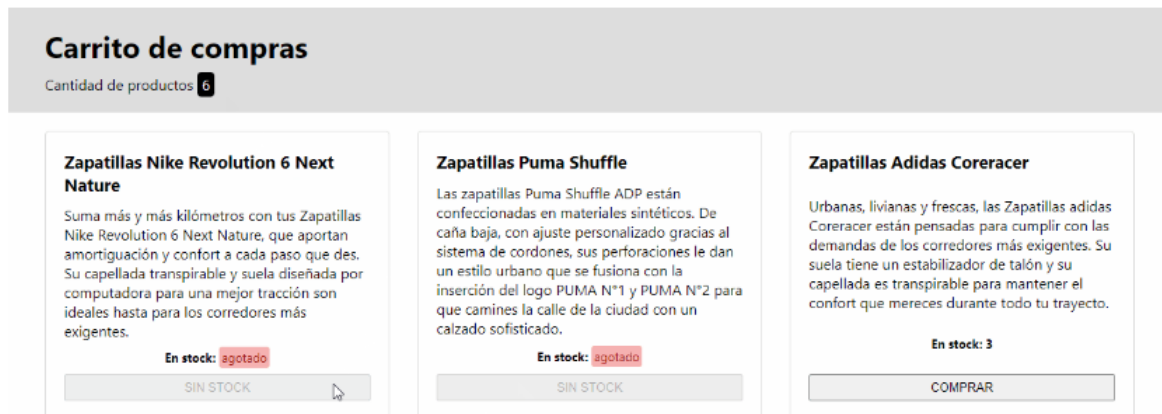 Carrito de compras
Cantidad de productos 6
Zapatillas Nike Revolution 6 Next
Nature
Suma más y más kilómetros con tus Zapatillas
Nike Revolution 6 Next Nature, que aportan
amortiguación y confort a cada paso que des.
Su capellada transpirable y suela diseñada por
computadora para una mejor tracción son
ideales hasta para los corredores más
exigentes.
En stock: agotado
SIN STOCK
Zapatillas Puma Shuffle
Las zapatillas Puma Shuffle ADP están
confeccionadas en materiales sintéticos. De
caña baja, con ajuste personalizado gracias al
sistema de cordones, sus perforaciones le dan
un estilo urbano que se fusiona con la
inserción del logo PUMA N°1 y PUMA N°2 para
que camines la calle de la ciudad con un
calzado sofisticado.
En stock: agotado
SIN STOCK
Zapatillas Adidas Coreracer
Urbanas, livianas y frescas, las Zapatillas adidas
Coreracer están pensadas para cumplir con las
demandas de los corredores más exigentes. Su
suela tiene un estabilizador de talón y su
capellada es transpirable para mantener el
confort que mereces durante todo tu trayecto.
En stock: 3
COMPRAR